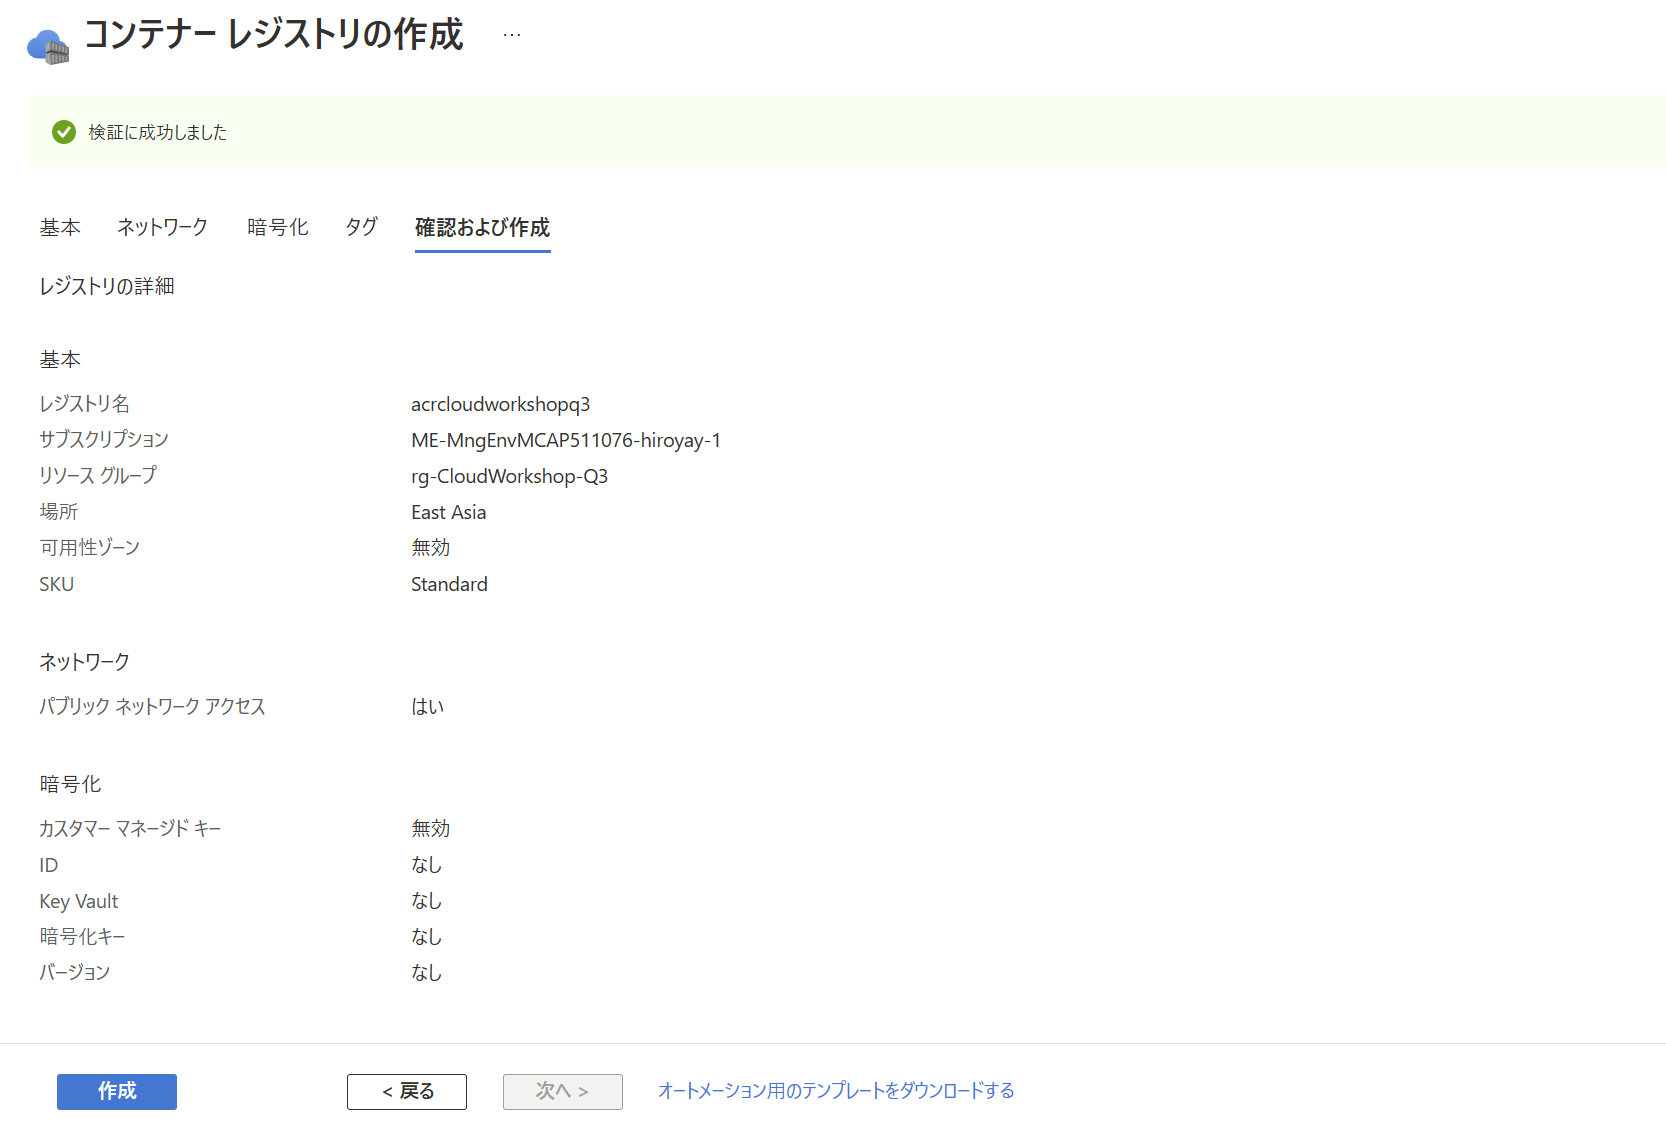 コンテナー レジストリの作成 …
検証に成功しました
基本 ネットワーク 暗号化 タグ 確認および作成
レジストリの詳細
基本
レジストリ名 acrcloudworkshopq3
サブスクリプション ME-MngEnvMCAP511076-hiroyay-1
リソース グループ rg-CloudWorkshop-Q3
場所 East Asia
可用性ゾーン 無効
SKU Standard
ネットワーク
パブリック ネットワーク アクセス はい
暗号化
カスタマー マネージド キー 無効
ID なし
Key Vault なし
暗号化キー なし
バージョン なし
作成 < 戻る 次へ > オートメーション用のテンプレートをダウンロードする